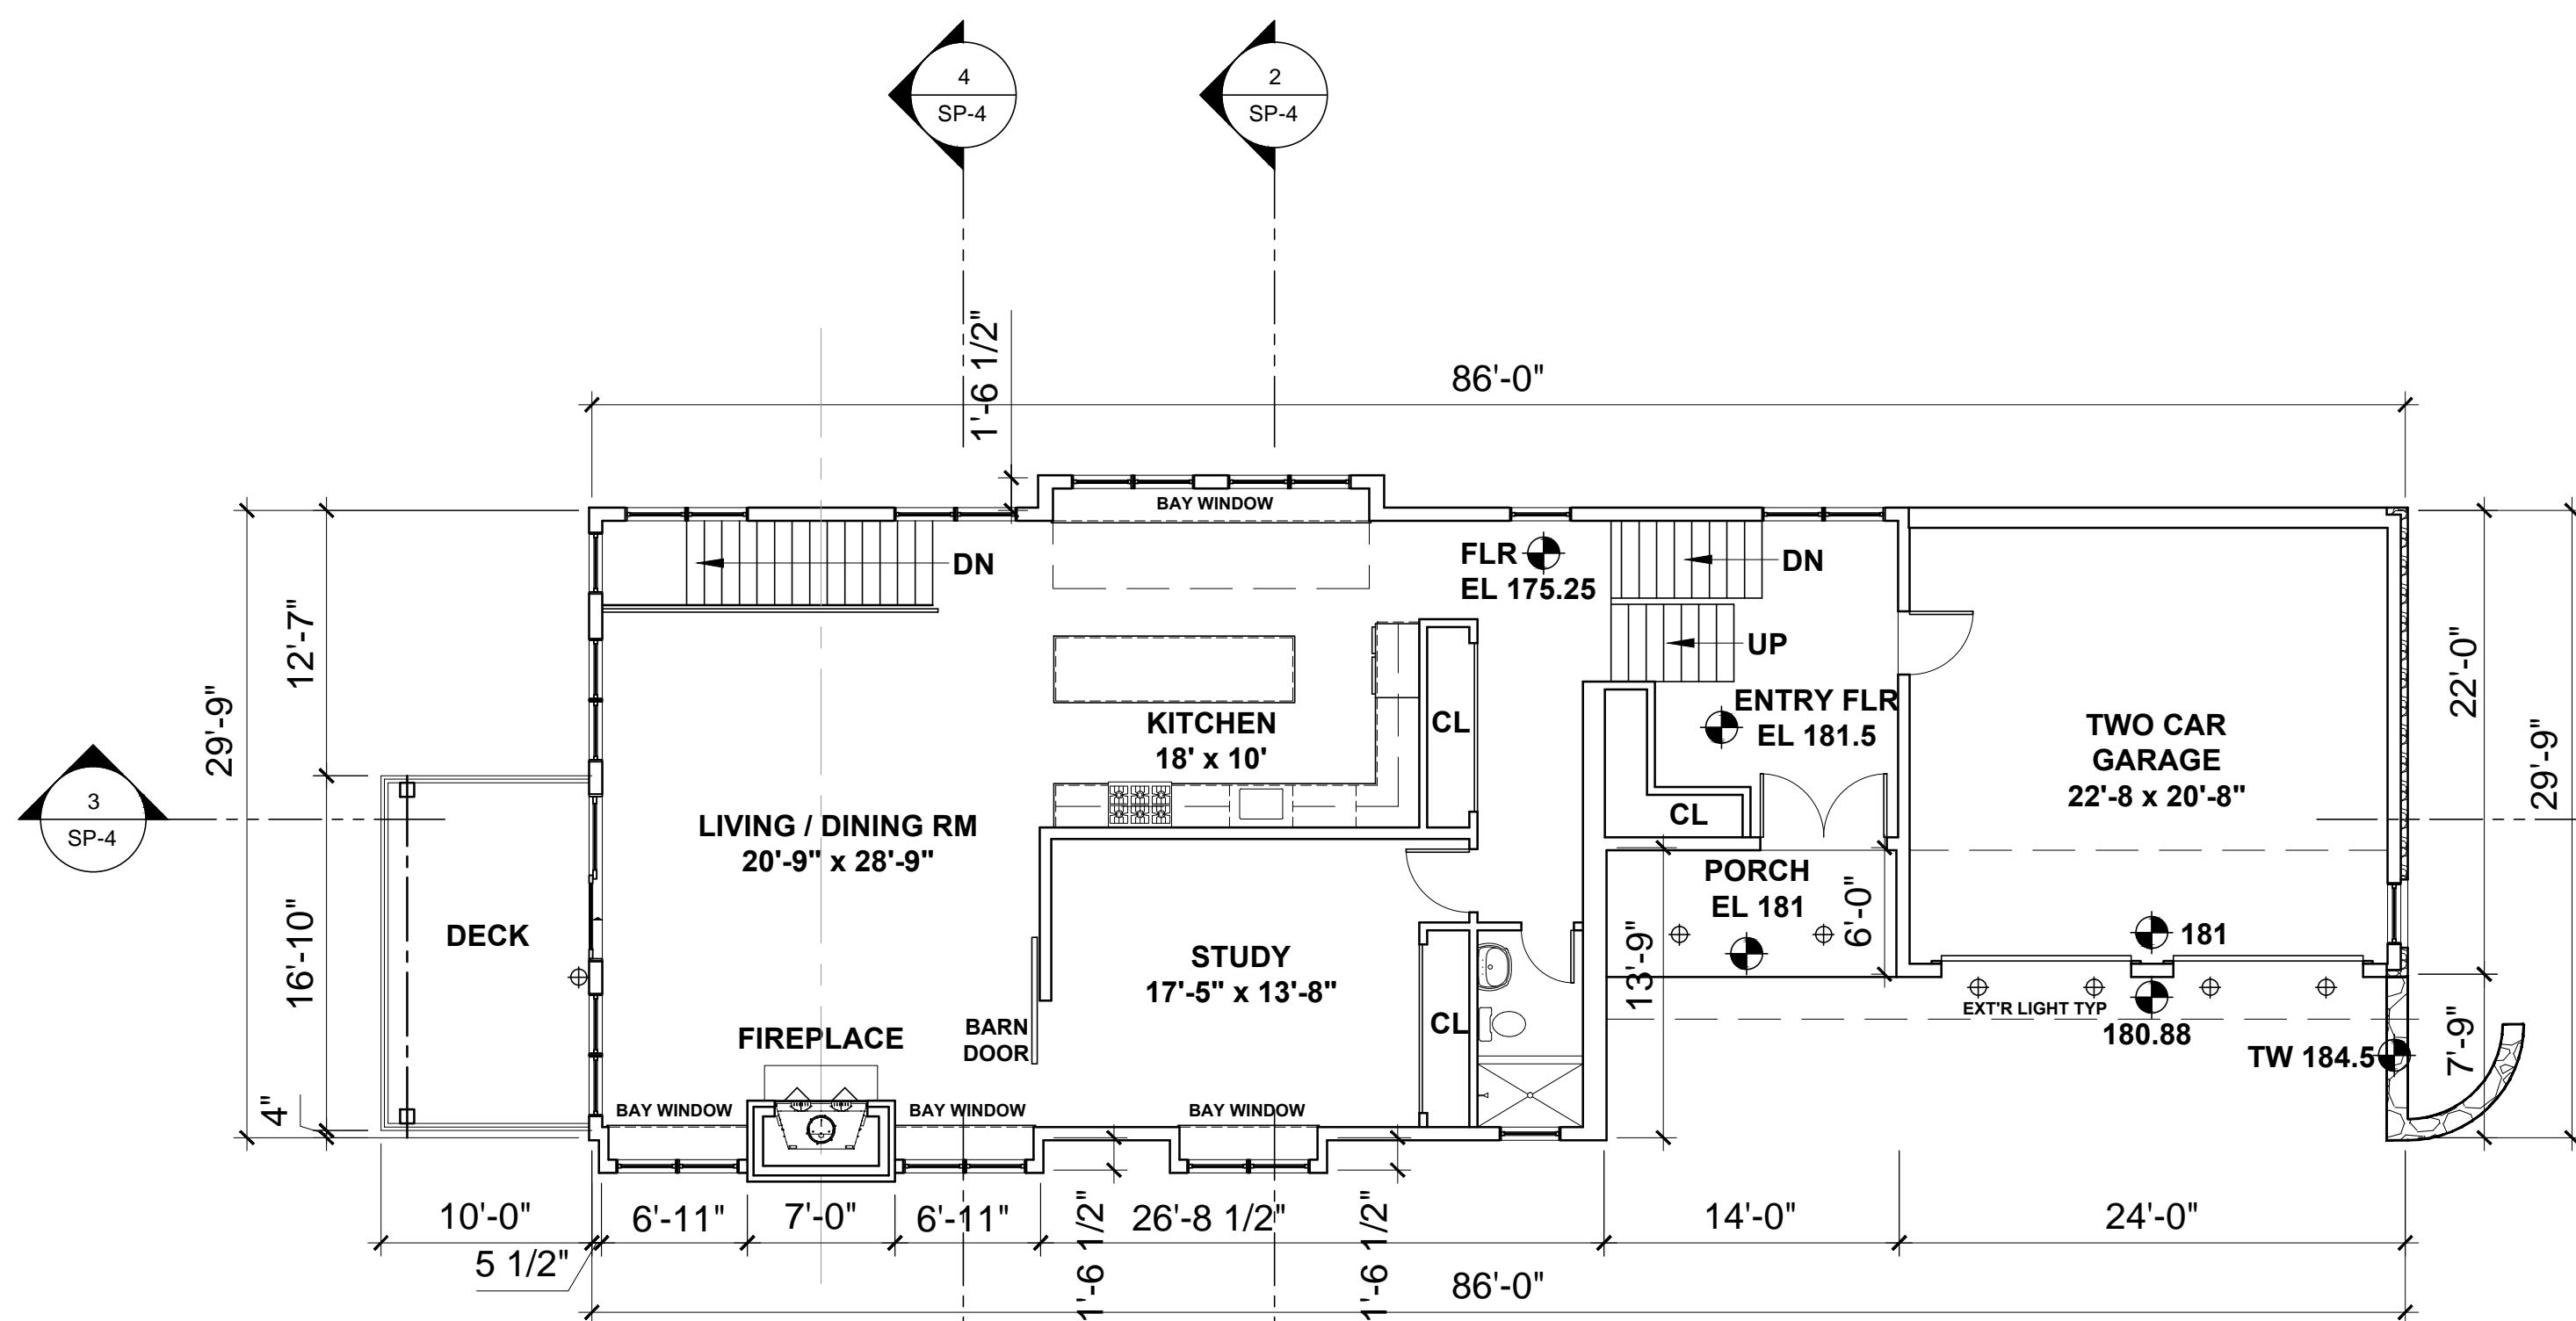 4
SP-4
2
SP-4
1'-6 1/2"
86'-0"
BAY WINDOW
DN
FLR
EL 175.25
DN
UP
12'-7"
29'-9"
22'-0"
29'-9"
ENTRY FLR
EL 181.5
CL
KITCHEN
18' x 10'
TWO CAR
GARAGE
22'-8 x 20'-8"
3
SP-4
LIVING / DINING RM
20'-9" x 28'-9"
CL
PORCH
EL 181
6'-0"
13'-9"
DECK
16'-10"
181
STUDY
17'-5" x 13'-8"
EXT'R LIGHT TYP
180.88
TW 184.5
7'-9"
FIREPLACE
BARN
DOOR
CL
4"
BAY WINDOW
BAY WINDOW
BAY WINDOW
10'-0"
6'-11"
7'-0"
6'-11"
1'-6 1/2"
26'-8 1/2"
1'-6 1/2"
14'-0"
24'-0"
5 1/2"
86'-0"